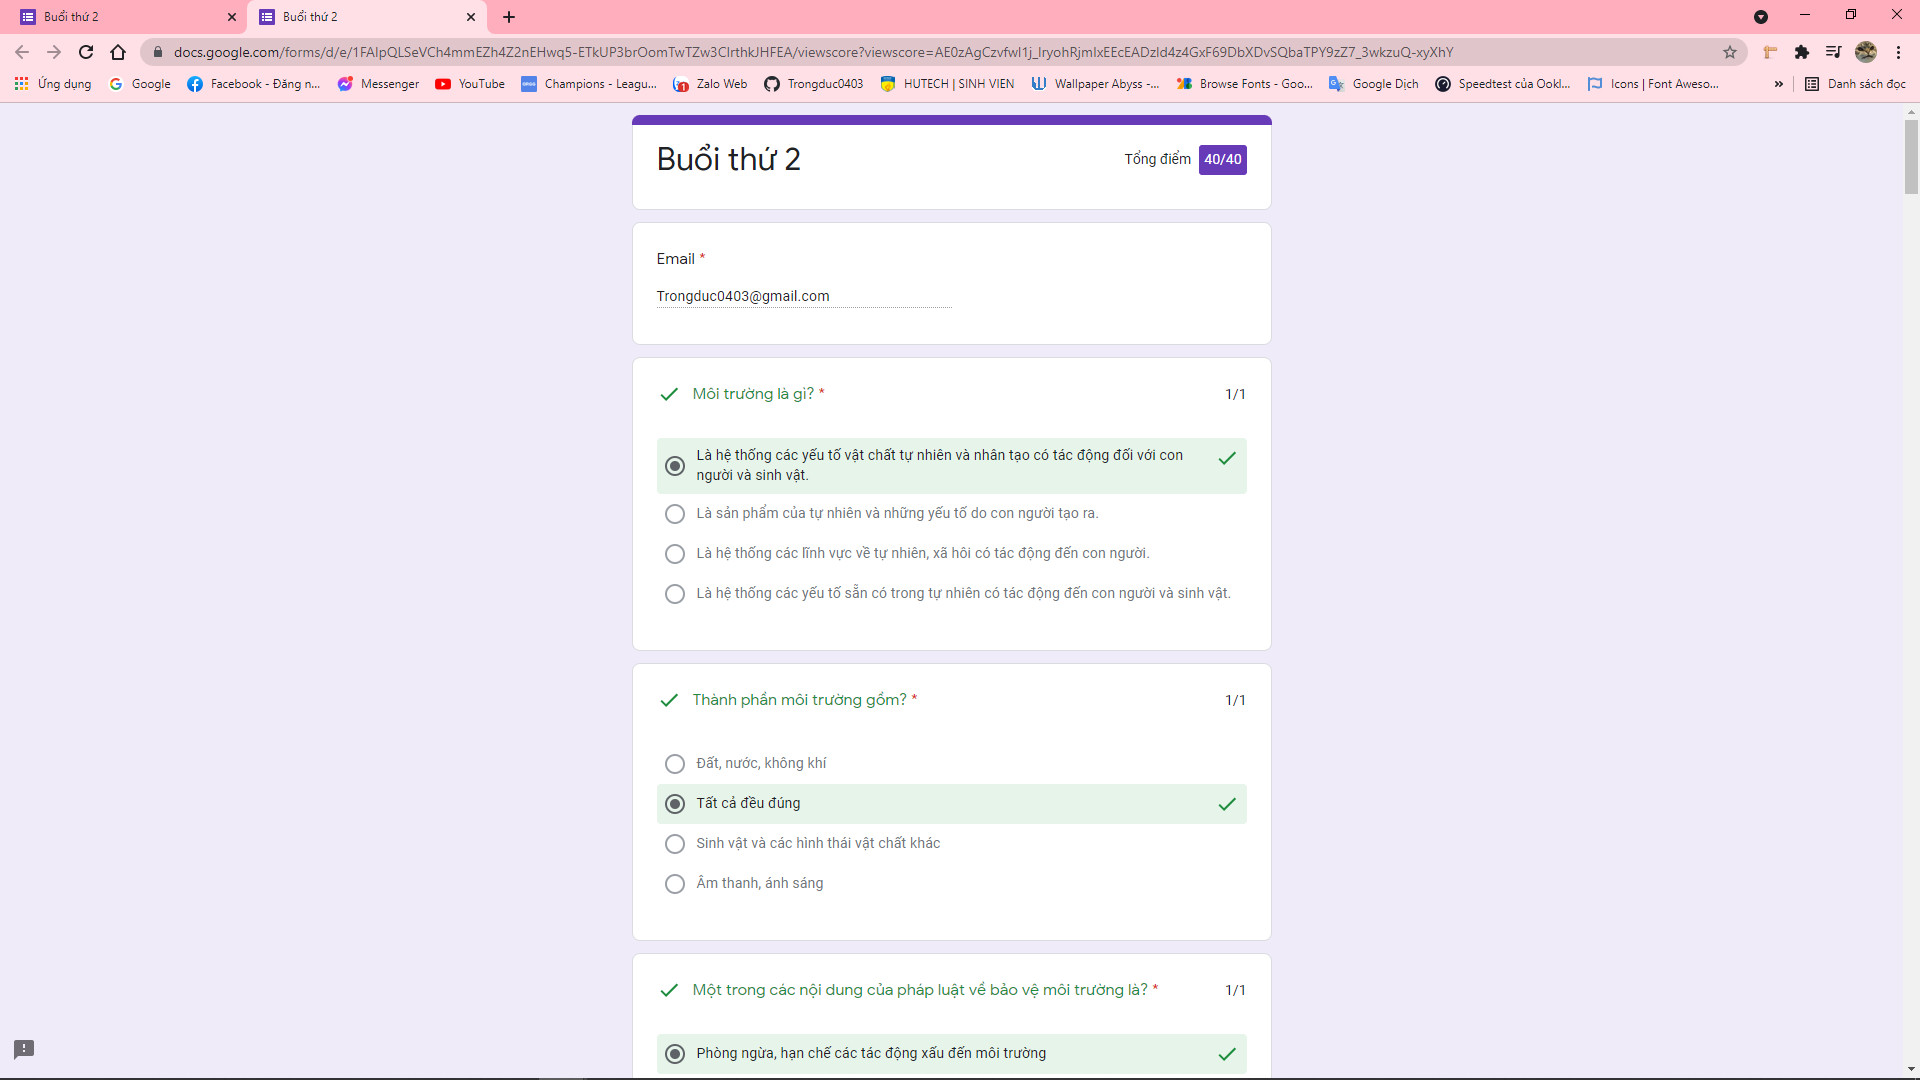 Buổi thứ 2
Buổi thứ 2
docs.google.com/forms/d/e/1FAIpQLSeVCh4mmEZh4Z2nEHwq5-ETkUP3brOomTwTZw3CIrthkJHFEA/viewscore?viewscore=AE0zAgCzvfwI1j_IryohRjmIxEEcEADzId4z4GxF69DbXDvSQbaTPY9zZ7_3wkzuQ-xyXhY
Ứng dụng Google Facebook - Đăng n... Messenger YouTube Champions - Leagu... Zalo Web Trongduc0403 HUTECH | SINH VIEN Wallpaper Abyss -... Browse Fonts - Goo... Google Dịch Speedtest của Ookl... Icons | Font Aweso... » Danh sách đọc
Buổi thứ 2
Tổng điểm 40/40
Email *
Trongduc0403@gmail.com
Môi trường là gì? * 1/1
Là hệ thống các yếu tố vật chất tự nhiên và nhân tạo có tác động đối với con
người và sinh vật.
Là sản phẩm của tự nhiên và những yếu tố do con người tạo ra.
Là hệ thống các lĩnh vực về tự nhiên, xã hôi có tác động đến con người.
Là hệ thống các yếu tố sẵn có trong tự nhiên có tác động đến con người và sinh vật.
Thành phần môi trường gồm? * 1/1
Đất, nước, không khí
Tất cả đều đúng
Sinh vật và các hình thái vật chất khác
Âm thanh, ánh sáng
Một trong các nội dung của pháp luật về bảo vệ môi trường là? * 1/1
Phòng ngừa, hạn chế các tác động xấu đến môi trường